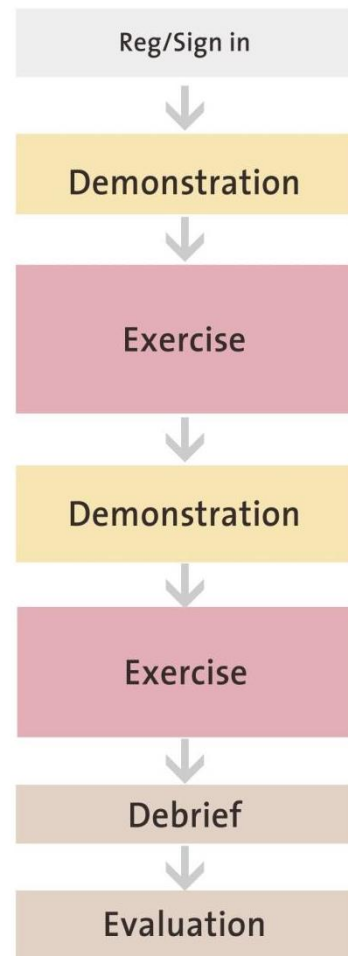 Reg/Sign in
Demonstration
Exercise
Demonstration
Exercise
Debrief
Evaluation